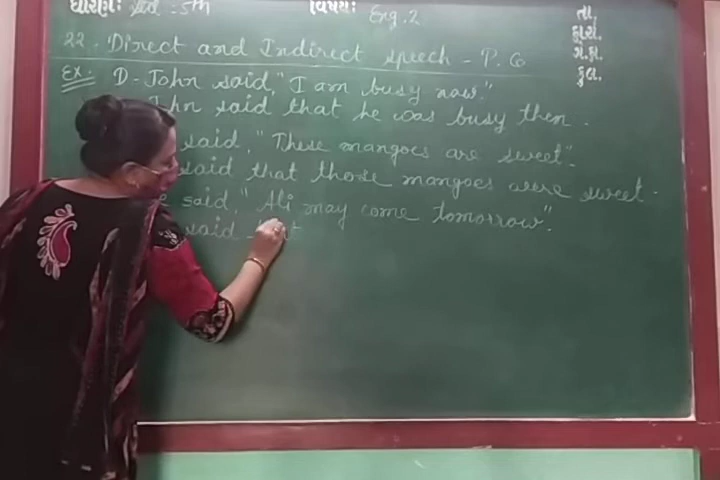 ધોરણઃ Std :5th વિષયઃ Eng.2
તા.
22. Direct and Indirect speech - P. 6
કુલ.
Ex. D-John said, "I am busy now."
John said that he was busy then.
said, "These mangoes are sweet".
said that those mangoes were sweet.
said, "Ali may come tomorrow".
said